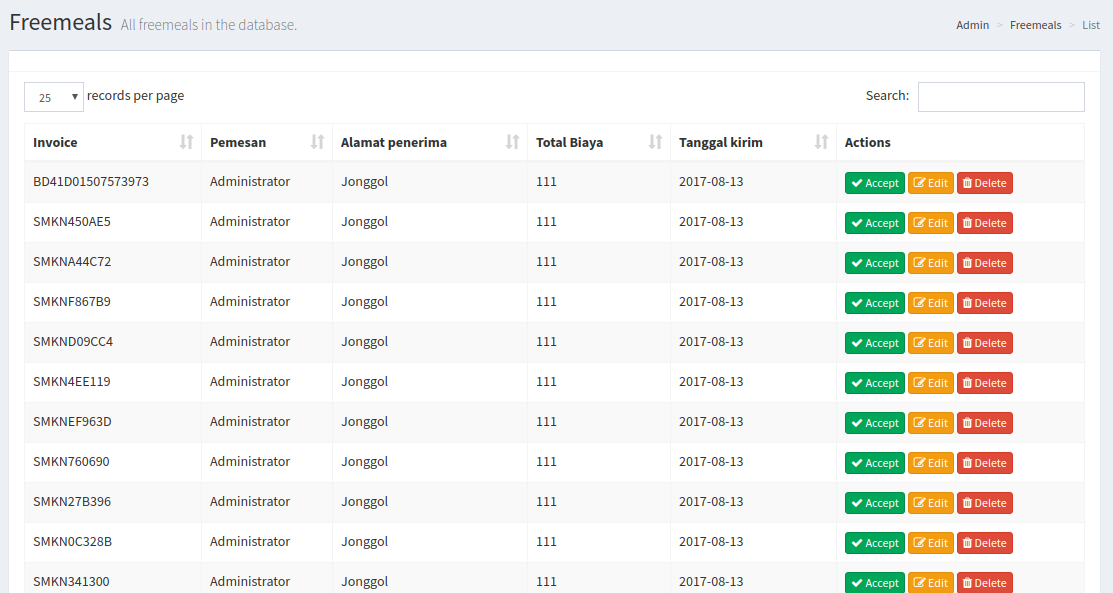 Freemeals All freemeals in the database.
Admin > Freemeals > List
25 records per page
Search:
Invoice Pemesan Alamat penerima Total Biaya Tanggal kirim Actions
BD41D01507573973 Administrator Jonggol 111 2017-08-13 Accept Edit Delete
SMKN450AE5 Administrator Jonggol 111 2017-08-13 Accept Edit Delete
SMKNA44C72 Administrator Jonggol 111 2017-08-13 Accept Edit Delete
SMKNF867B9 Administrator Jonggol 111 2017-08-13 Accept Edit Delete
SMKND09CC4 Administrator Jonggol 111 2017-08-13 Accept Edit Delete
SMKN4EE119 Administrator Jonggol 111 2017-08-13 Accept Edit Delete
SMKNEF963D Administrator Jonggol 111 2017-08-13 Accept Edit Delete
SMKN760690 Administrator Jonggol 111 2017-08-13 Accept Edit Delete
SMKN27B396 Administrator Jonggol 111 2017-08-13 Accept Edit Delete
SMKN0C328B Administrator Jonggol 111 2017-08-13 Accept Edit Delete
SMKN341300 Administrator Jonggol 111 2017-08-13 Accept Edit Delete